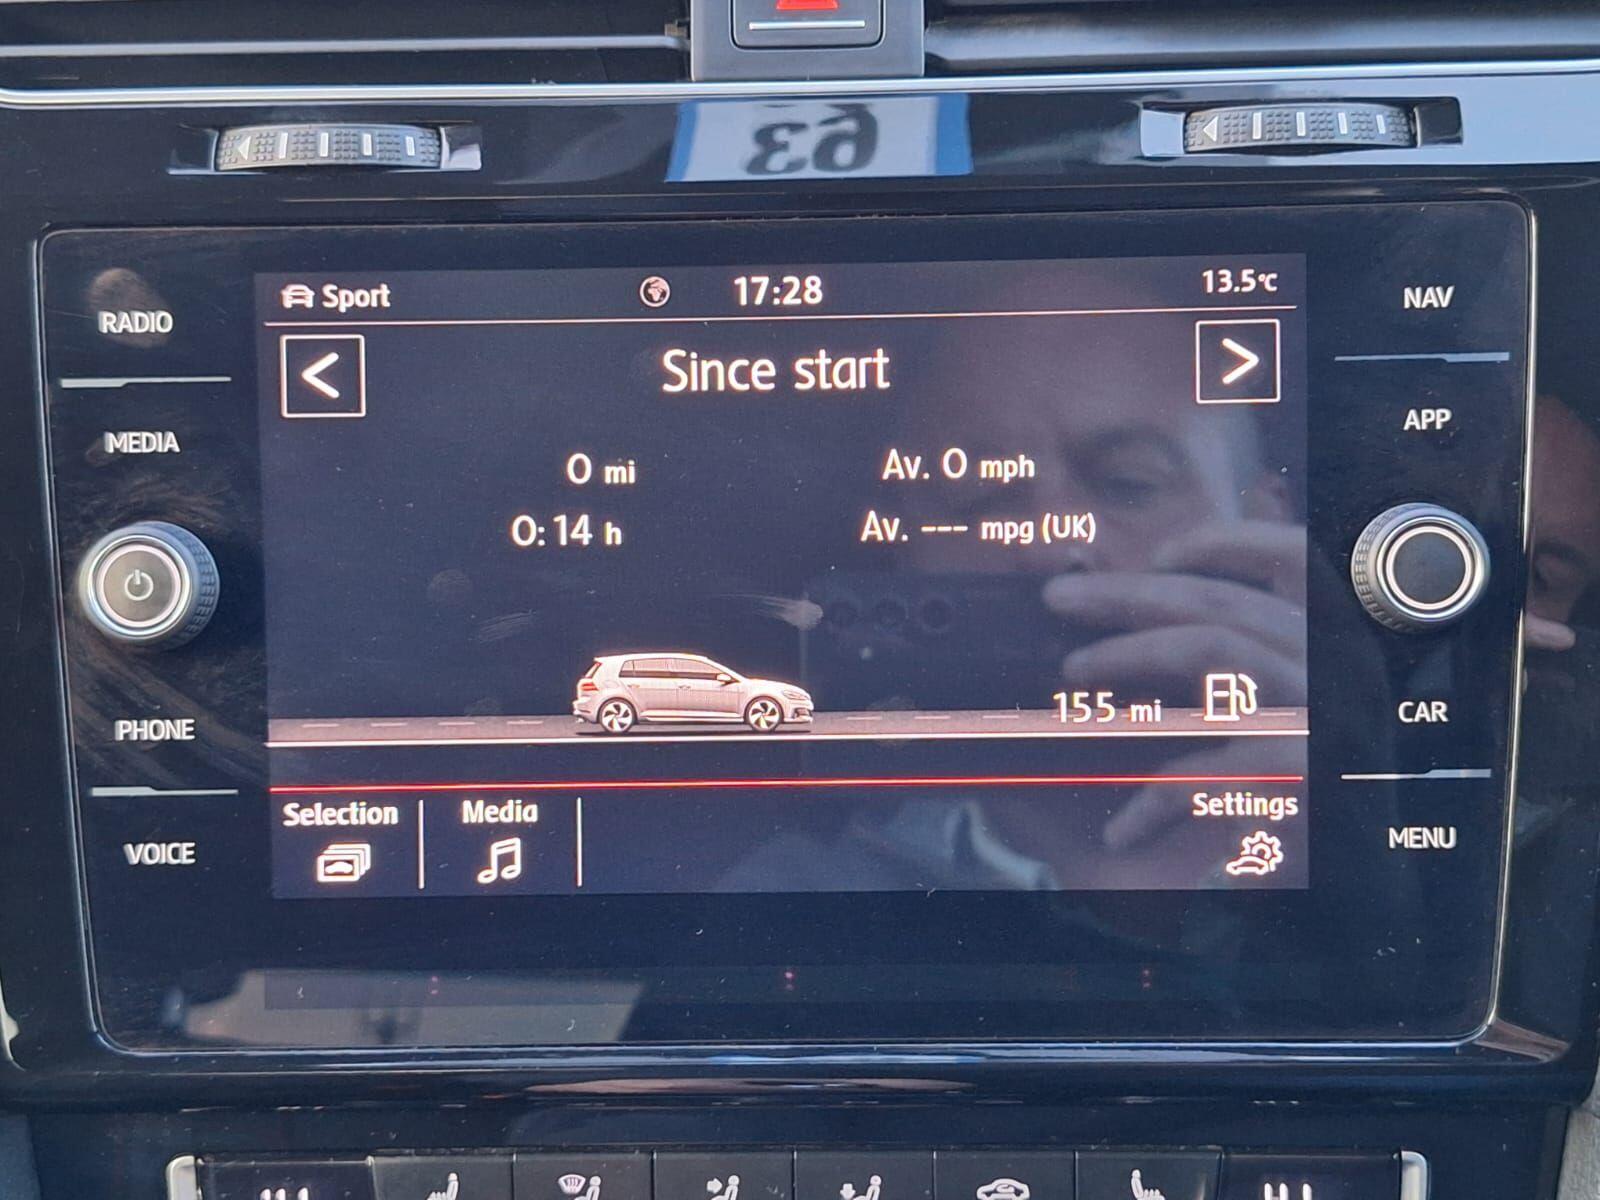 63
Sport 17:28 13.5°C
RADIO
NAV
< Since start >
MEDIA
APP
0 mi Av. 0 mph
0:14 h Av. --- mpg (UK)
155 mi
PHONE
CAR
Selection Media Settings
VOICE
MENU